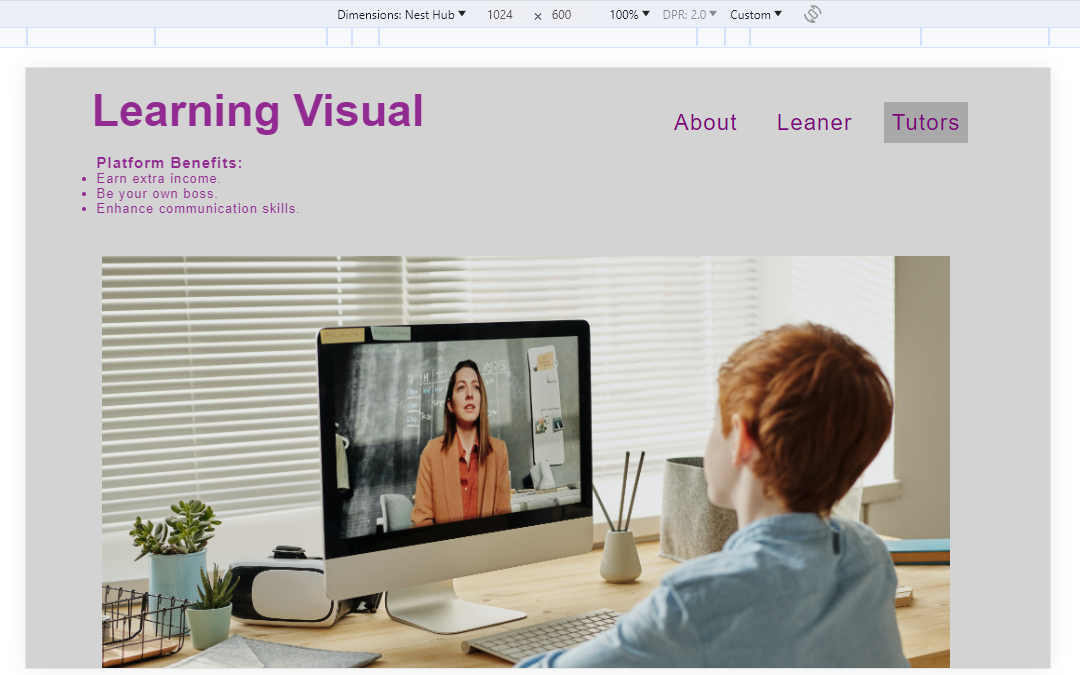 Dimensions: Nest Hub 1024 × 600 100% DPR: 2.0 Custom
Learning Visual
About Leaner Tutors
Platform Benefits:
Earn extra income.
Be your own boss.
Enhance communication skills.